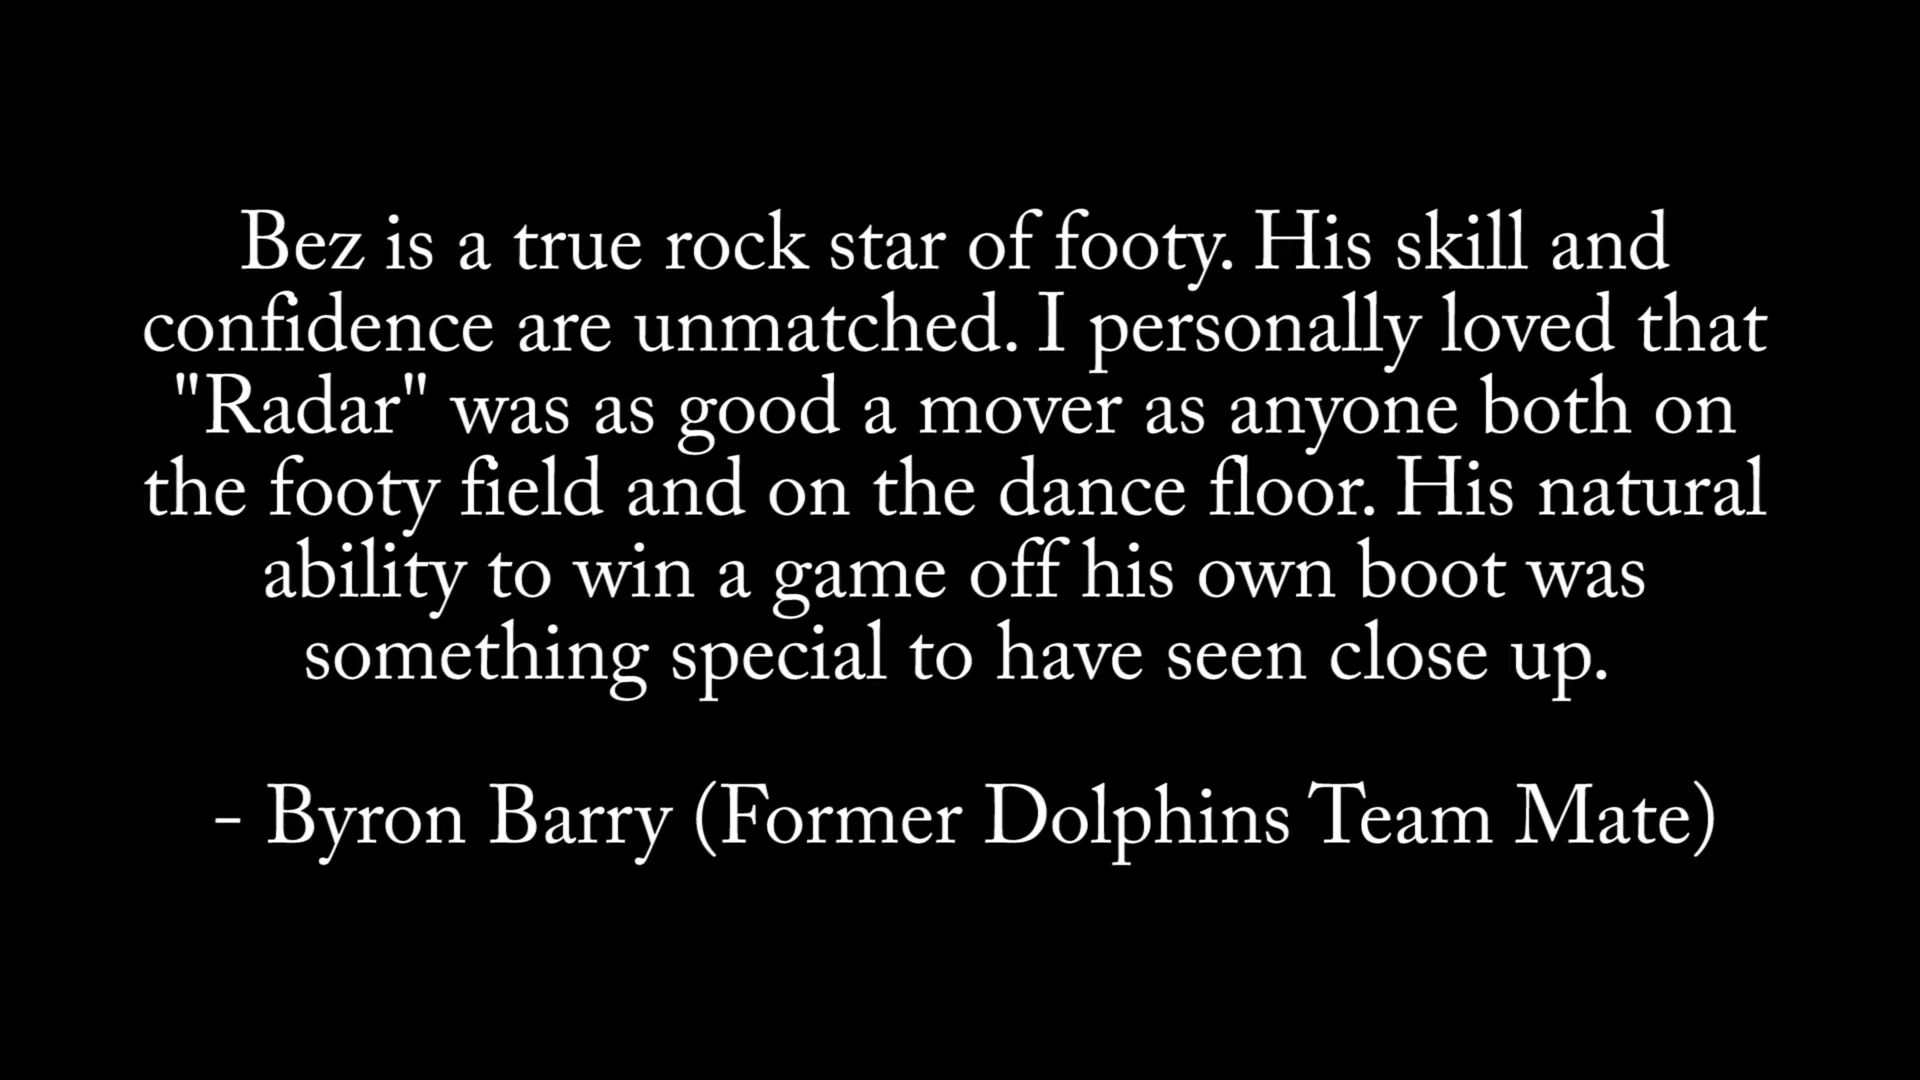 Bez is a true rock star of footy. His skill and
confidence are unmatched. I personally loved that
"Radar" was as good a mover as anyone both on
the footy field and on the dance floor. His natural
ability to win a game off his own boot was
something special to have seen close up.
- Byron Barry (Former Dolphins Team Mate)